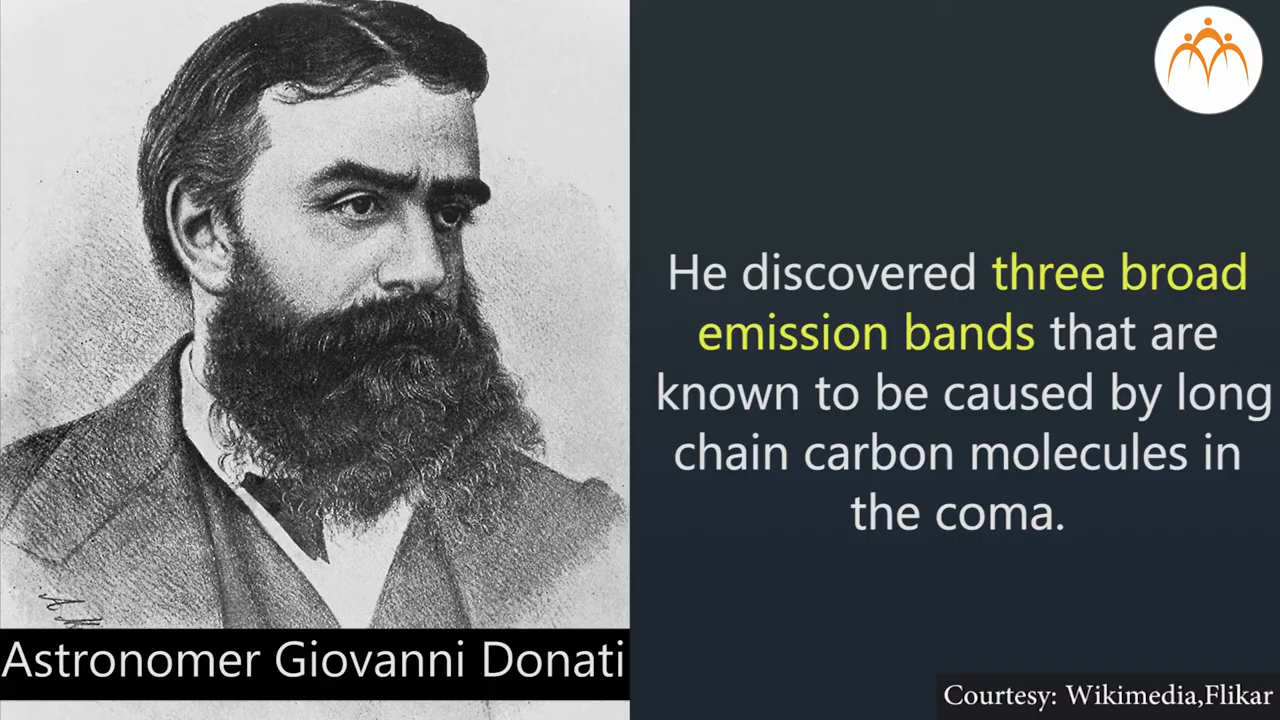 He discovered three broad
emission bands that are
known to be caused by long
chain carbon molecules in
the coma.
Astronomer Giovanni Donati
Courtesy: Wikimedia,Flikar